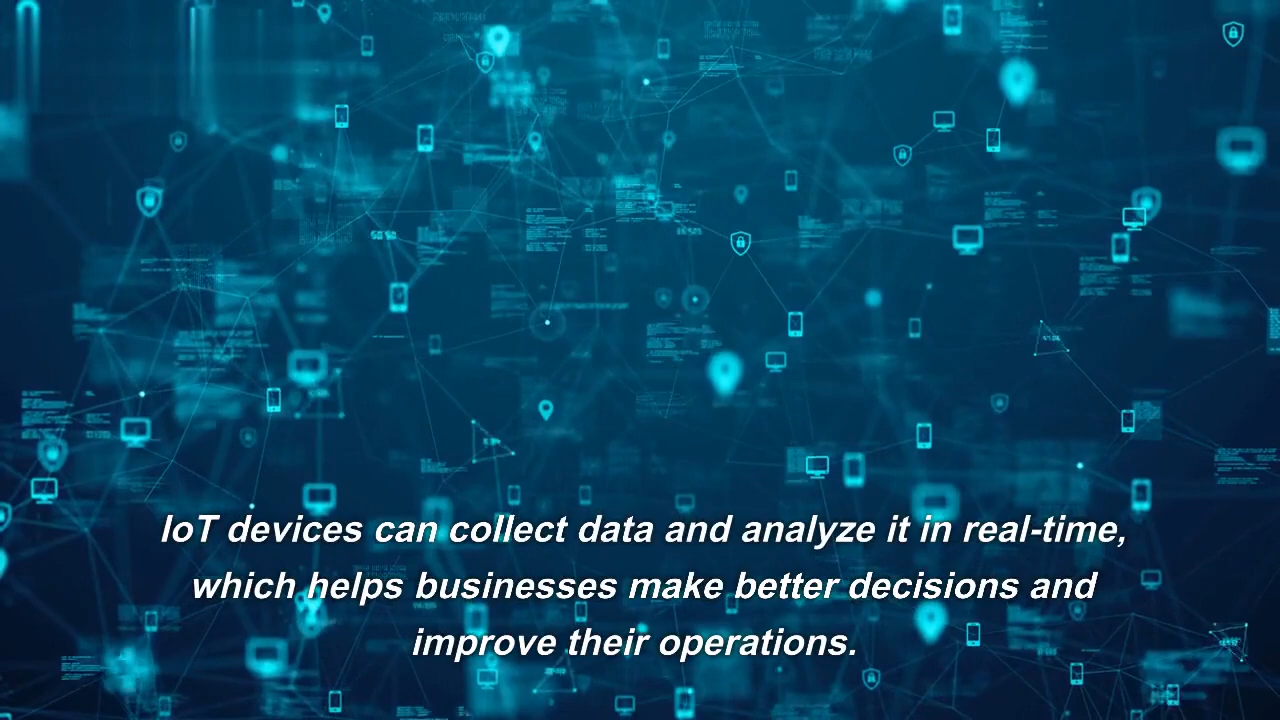 IoT devices can collect data and analyze it in real-time,
which helps businesses make better decisions and
improve their operations.